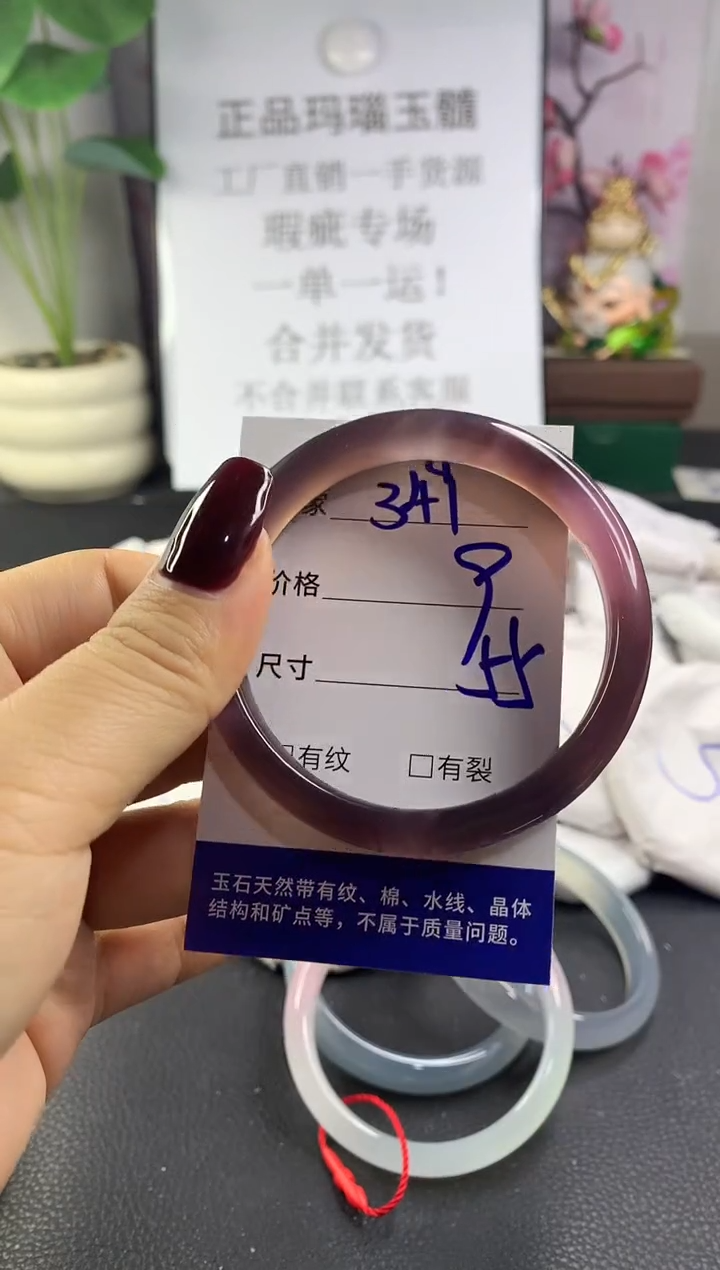 正品玛瑙玉髓
工厂直销一手货源
瑕疵专场
一单一运！
合并发货
不合并联系客服
家
价格
尺寸
有纹 □有裂
玉石天然带有纹、棉、水线、晶体
结构和矿点等，不属于质量问题。